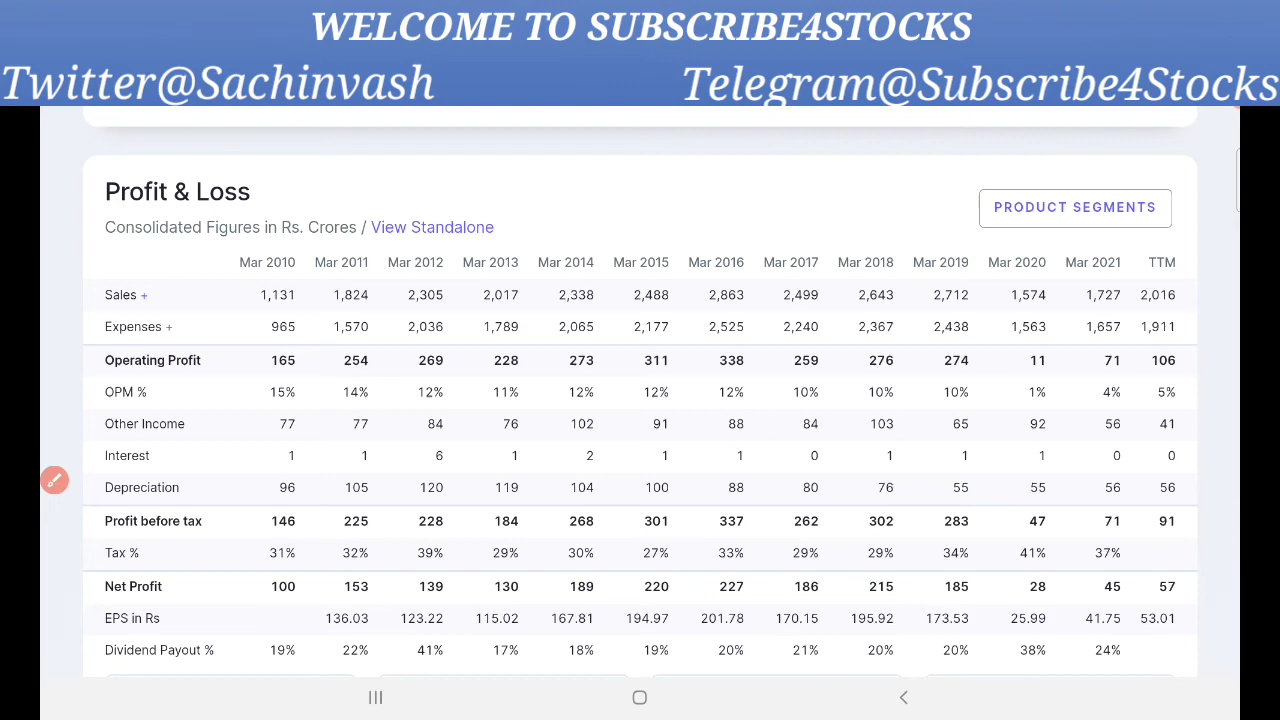 WELCOME TO SUBSCRIBE4STOCKS
Twitter@Sachinvash Telegram@Subscribe4Stocks
Profit & Loss
PRODUCT SEGMENTS
Consolidated Figures in Rs. Crores / View Standalone
Mar 2010 Mar 2011 Mar 2012 Mar 2013 Mar 2014 Mar 2015 Mar 2016 Mar 2017 Mar 2018 Mar 2019 Mar 2020 Mar 2021 TTM
Sales + 1,131 1,824 2,305 2,017 2,338 2,488 2,863 2,499 2,643 2,712 1,574 1,727 2,016
Expenses + 965 1,570 2,036 1,789 2,065 2,177 2,525 2,240 2,367 2,438 1,563 1,657 1,911
Operating Profit 165 254 269 228 273 311 338 259 276 274 11 71 106
OPM % 15% 14% 12% 11% 12% 12% 12% 10% 10% 10% 1% 4% 5%
Other Income 77 77 84 76 102 91 88 84 103 65 92 56 41
Interest 1 1 6 1 2 1 1 0 1 1 1 0 0
Depreciation 96 105 120 119 104 100 88 80 76 55 55 56 56
Profit before tax 146 225 228 184 268 301 337 262 302 283 47 71 91
Tax % 31% 32% 39% 29% 30% 27% 33% 29% 29% 34% 41% 37%
Net Profit 100 153 139 130 189 220 227 186 215 185 28 45 57
EPS in Rs 136.03 123.22 115.02 167.81 194.97 201.78 170.15 195.92 173.53 25.99 41.75 53.01
Dividend Payout % 19% 22% 41% 17% 18% 19% 20% 21% 20% 20% 38% 24%